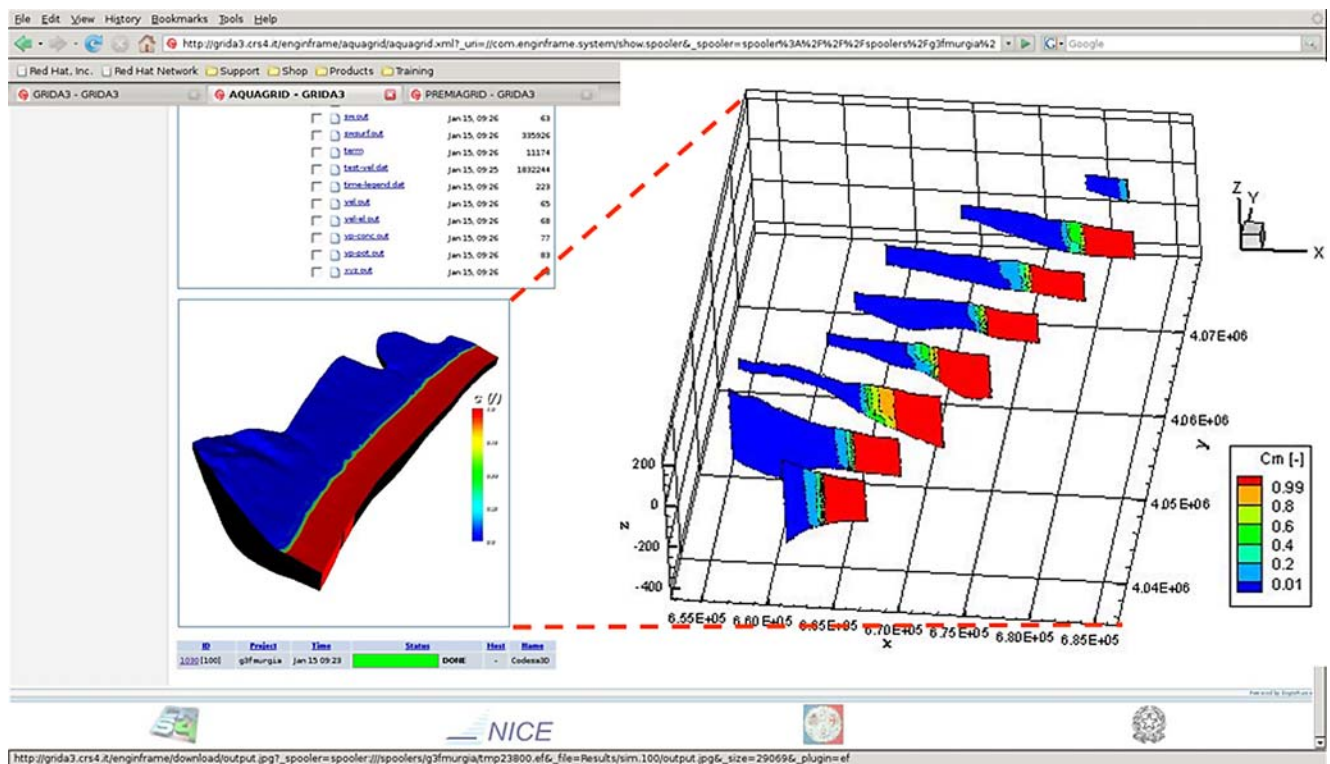 File Edit View History Bookmarks Tools Help
http://grida3.crs4.it/enginframe/aquagrid/aquagrid.xml?_uri=//com.enginframe.system/show.spooler&_spooler=spooler%3A%2F%2F%2Fspoolers%2Fg3fmurgia%2 G Google
Red Hat, Inc. Red Hat Network Support Shop Products Training
GRIDA3 - GRIDA3 AQUAGRID - GRIDA3 PREMIAGRID - GRIDA3
sm.out Jan 15, 09:26 63
Jan 15, 09:26 335926
term Jan 15, 09:26 11174
test-vel.dat Jan 15, 09:25 1832244
time-legend.dat Jan 15, 09:26 223
vel.out Jan 15, 09:26 65
vel-el.out Jan 15, 09:26 68
vp-conc.out Jan 15, 09:26 77
vp-pot.out Jan 15, 09:26 83
xyz.out Jan 15, 09:26
c (/)
Z Y X
4.07E+06
4.06E+06
y
4.05E+06
4.04E+06
200
0
z
-200
-400
6.55E+05 6.60E+05 6.65E+05 6.70E+05 6.75E+05 6.80E+05 6.85E+05
x
Cm [-]
0.99
0.8
0.6
0.4
0.2
0.01
ID Project Time Status Host Name
1030 [100] g3fmurgia Jan 15 09:23 DONE - Codesa3D
NICE
http://grida3.crs4.it/enginframe/download/output.jpg?_spooler=spooler:///spoolers/g3fmurgia/tmp23800.ef&_file=Results/sim.100/output.jpg&_size=29069&_plugin=ef